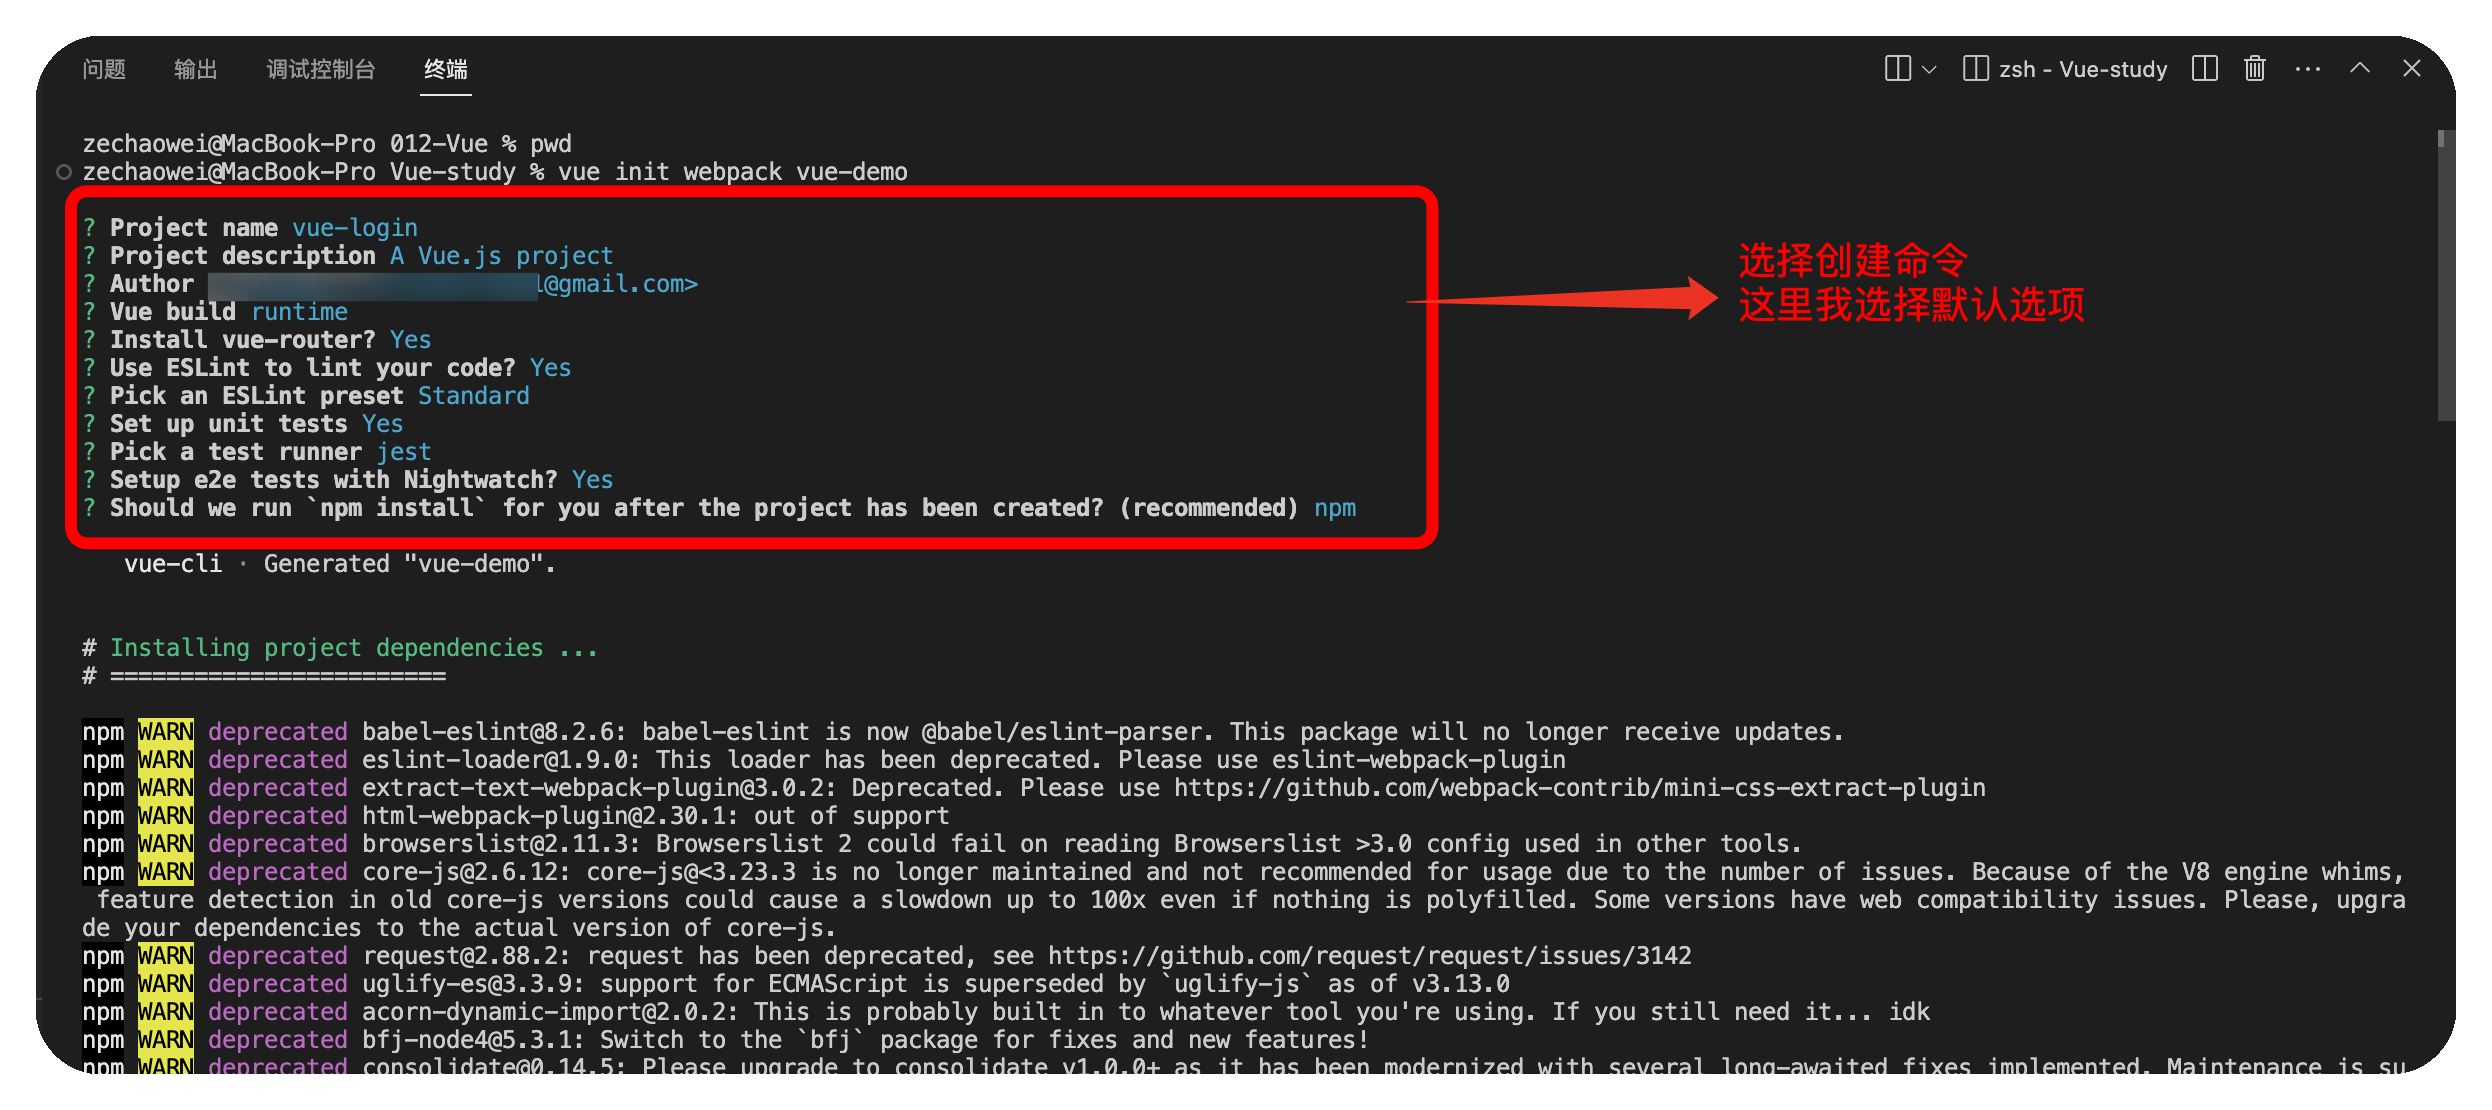 问题 输出 调试控制台 终端 zsh - Vue-study
zechaowei@MacBook-Pro 012-Vue % pwd
zechaowei@MacBook-Pro Vue-study % vue init webpack vue-demo
? Project name vue-login
? Project description A Vue.js project
? Author l@gmail.com>
? Vue build runtime
? Install vue-router? Yes
? Use ESLint to lint your code? Yes
? Pick an ESLint preset Standard
? Set up unit tests Yes
? Pick a test runner jest
? Setup e2e tests with Nightwatch? Yes
? Should we run `npm install` for you after the project has been created? (recommended) npm
选择创建命令
这里我选择默认选项
vue-cli · Generated "vue-demo".
# Installing project dependencies ...
# ========================
npm WARN deprecated babel-eslint@8.2.6: babel-eslint is now @babel/eslint-parser. This package will no longer receive updates.
npm WARN deprecated eslint-loader@1.9.0: This loader has been deprecated. Please use eslint-webpack-plugin
npm WARN deprecated extract-text-webpack-plugin@3.0.2: Deprecated. Please use https://github.com/webpack-contrib/mini-css-extract-plugin
npm WARN deprecated html-webpack-plugin@2.30.1: out of support
npm WARN deprecated browserslist@2.11.3: Browserslist 2 could fail on reading Browserslist >3.0 config used in other tools.
npm WARN deprecated core-js@2.6.12: core-js@<3.23.3 is no longer maintained and not recommended for usage due to the number of issues. Because of the V8 engine whims,
feature detection in old core-js versions could cause a slowdown up to 100x even if nothing is polyfilled. Some versions have web compatibility issues. Please, upgra
de your dependencies to the actual version of core-js.
npm WARN deprecated request@2.88.2: request has been deprecated, see https://github.com/request/request/issues/3142
npm WARN deprecated uglify-es@3.3.9: support for ECMAScript is superseded by `uglify-js` as of v3.13.0
npm WARN deprecated acorn-dynamic-import@2.0.2: This is probably built in to whatever tool you're using. If you still need it... idk
npm WARN deprecated bfj-node4@5.3.1: Switch to the `bfj` package for fixes and new features!
npm WARN deprecated consolidate@0.14.5: Please upgrade to consolidate v1.0.0+ as it has been modernized with several long-awaited fixes implemented. Maintenance is su